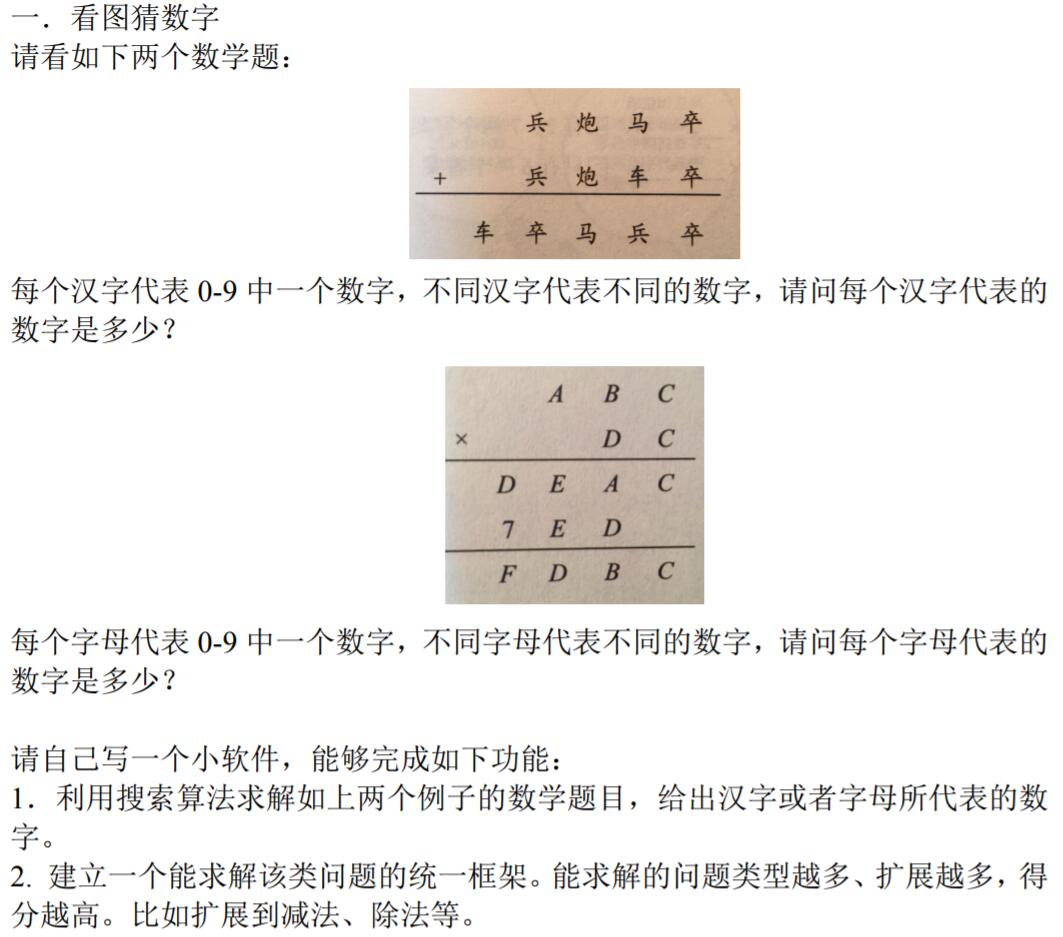 一．看图猜数字
请看如下两个数学题：
兵 炮 马 卒
+ 兵 炮 车 卒
车 卒 马 兵 卒
每个汉字代表 0-9 中一个数字，不同汉字代表不同的数字，请问每个汉字代表的
数字是多少？
A B C
× D C
D E A C
7 E D
F D B C
每个字母代表 0-9 中一个数字，不同字母代表不同的数字，请问每个字母代表的
数字是多少？
请自己写一个小软件，能够完成如下功能：
1．利用搜索算法求解如上两个例子的数学题目，给出汉字或者字母所代表的数
字。
2. 建立一个能求解该类问题的统一框架。能求解的问题类型越多、扩展越多，得
分越高。比如扩展到减法、除法等。